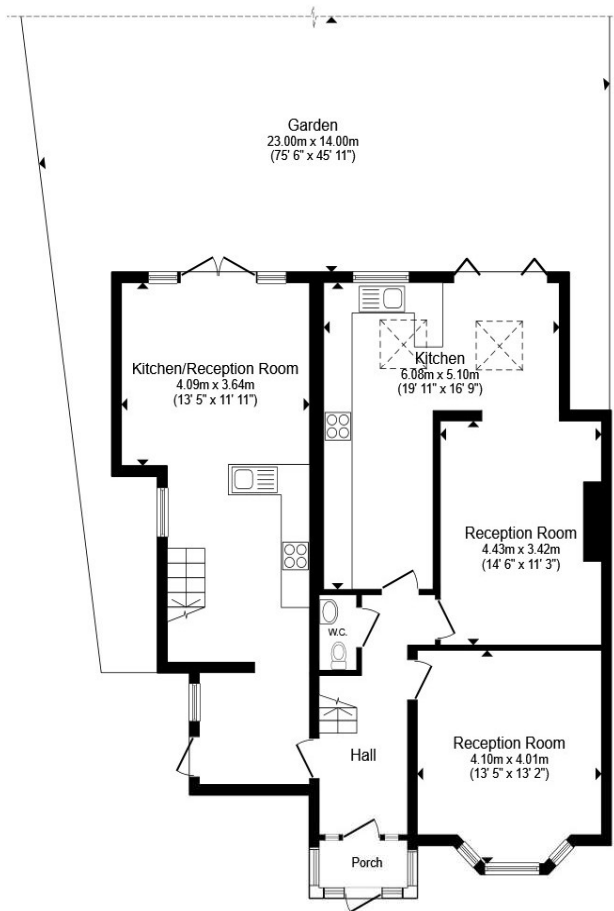 Garden
23.00m x 14.00m
(75' 6" x 45' 11")
Kitchen/Reception Room
4.09m x 3.64m
(13' 5" x 11' 11")
Kitchen
6.08m x 5.10m
(19' 11" x 16' 9")
Reception Room
4.43m x 3.42m
(14' 6" x 11' 3")
W.C.
Reception Room
4.10m x 4.01m
(13' 5" x 13' 2")
Hall
Porch